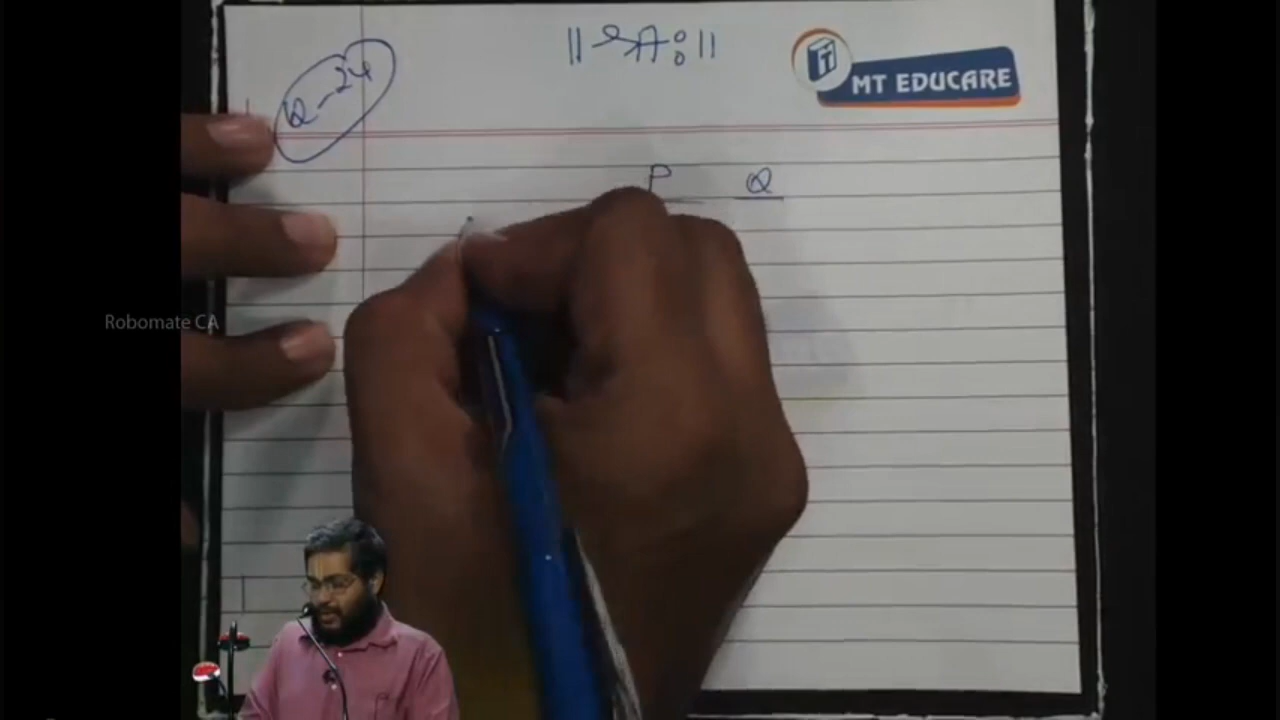 || श्रीः ||
MT EDUCARE
Q-24
P Q
Robomate CA